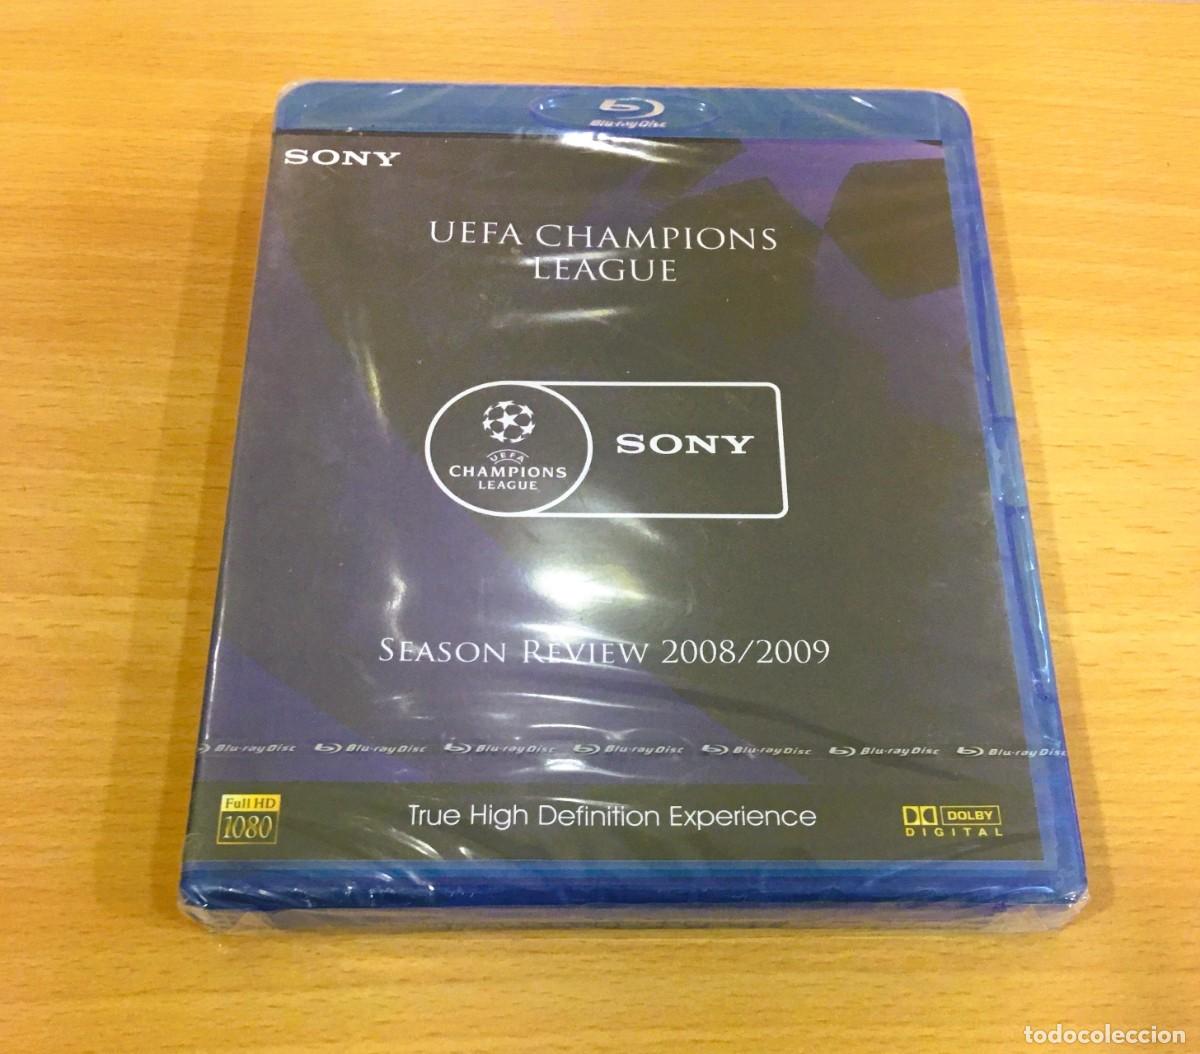 Blu-ray Disc
SONY
UEFA CHAMPIONS
LEAGUE
UEFA
CHAMPIONS
LEAGUE
SONY
SEASON REVIEW 2008/2009
Blu-ray Disc Blu-ray Disc Blu-ray Disc Blu-ray Disc Blu-ray Disc Blu-ray Disc Blu-ray Disc
Full HD
1080
True High Definition Experience
DOLBY
DIGITAL
todocoleccion